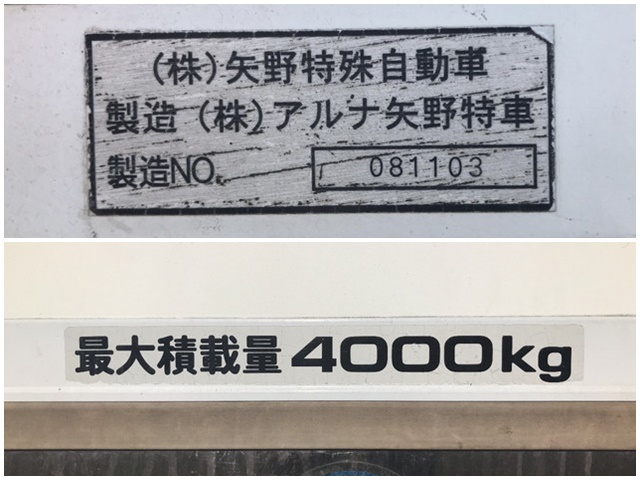 (株)矢野特殊自動車
製造 (株)アルナ矢野特車
製造NO. 081103
最大積載量 4000kg